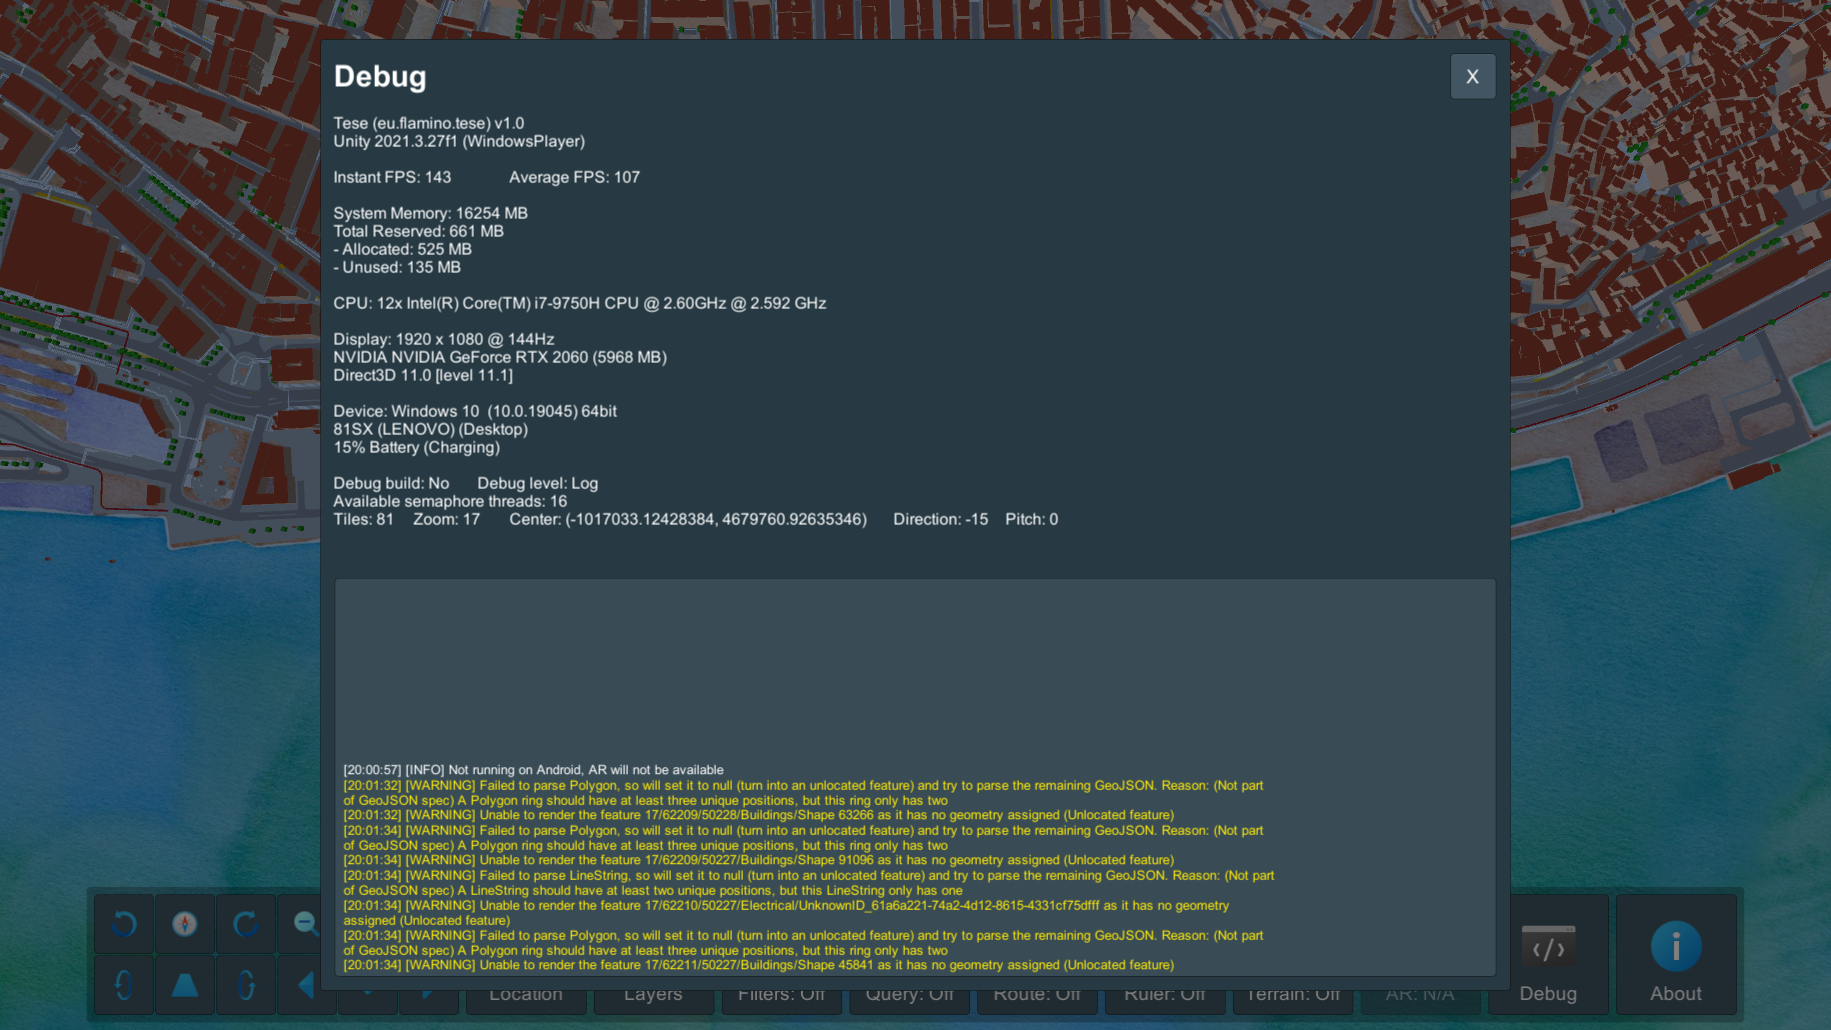 Debug
X
Tese (eu.flamino.tese) v1.0
Unity 2021.3.27f1 (WindowsPlayer)
Instant FPS: 143 Average FPS: 107
System Memory: 16254 MB
Total Reserved: 661 MB
- Allocated: 525 MB
- Unused: 135 MB
CPU: 12x Intel(R) Core(TM) i7-9750H CPU @ 2.60GHz @ 2.592 GHz
Display: 1920 x 1080 @ 144Hz
NVIDIA NVIDIA GeForce RTX 2060 (5968 MB)
Direct3D 11.0 [level 11.1]
Device: Windows 10 (10.0.19045) 64bit
81SX (LENOVO) (Desktop)
15% Battery (Charging)
Debug build: No Debug level: Log
Available semaphore threads: 16
Tiles: 81 Zoom: 17 Center: (-1017033.12428384, 4679760.92635346) Direction: -15 Pitch: 0
[20:00:57] [INFO] Not running on Android, AR will not be available
[20:01:32] [WARNING] Failed to parse Polygon, so will set it to null (turn into an unlocated feature) and try to parse the remaining GeoJSON. Reason: (Not part
of GeoJSON spec) A Polygon ring should have at least three unique positions, but this ring only has two
[20:01:32] [WARNING] Unable to render the feature 17/62209/50228/Buildings/Shape 63266 as it has no geometry assigned (Unlocated feature)
[20:01:34] [WARNING] Failed to parse Polygon, so will set it to null (turn into an unlocated feature) and try to parse the remaining GeoJSON. Reason: (Not part
of GeoJSON spec) A Polygon ring should have at least three unique positions, but this ring only has two
[20:01:34] [WARNING] Unable to render the feature 17/62209/50227/Buildings/Shape 91096 as it has no geometry assigned (Unlocated feature)
[20:01:34] [WARNING] Failed to parse LineString, so will set it to null (turn into an unlocated feature) and try to parse the remaining GeoJSON. Reason: (Not part
of GeoJSON spec) A LineString should have at least two unique positions, but this LineString only has one
[20:01:34] [WARNING] Unable to render the feature 17/62210/50227/Electrical/UnknownID_61a6a221-74a2-4d12-8615-4331cf75dfff as it has no geometry
assigned (Unlocated feature)
[20:01:34] [WARNING] Failed to parse Polygon, so will set it to null (turn into an unlocated feature) and try to parse the remaining GeoJSON. Reason: (Not part
of GeoJSON spec) A Polygon ring should have at least three unique positions, but this ring only has two
[20:01:34] [WARNING] Unable to render the feature 17/62211/50227/Buildings/Shape 45841 as it has no geometry assigned (Unlocated feature)
Location Layers Filters: Off Query: Off Route: Off Ruler: Off Terrain: Off AR: N/A Debug About